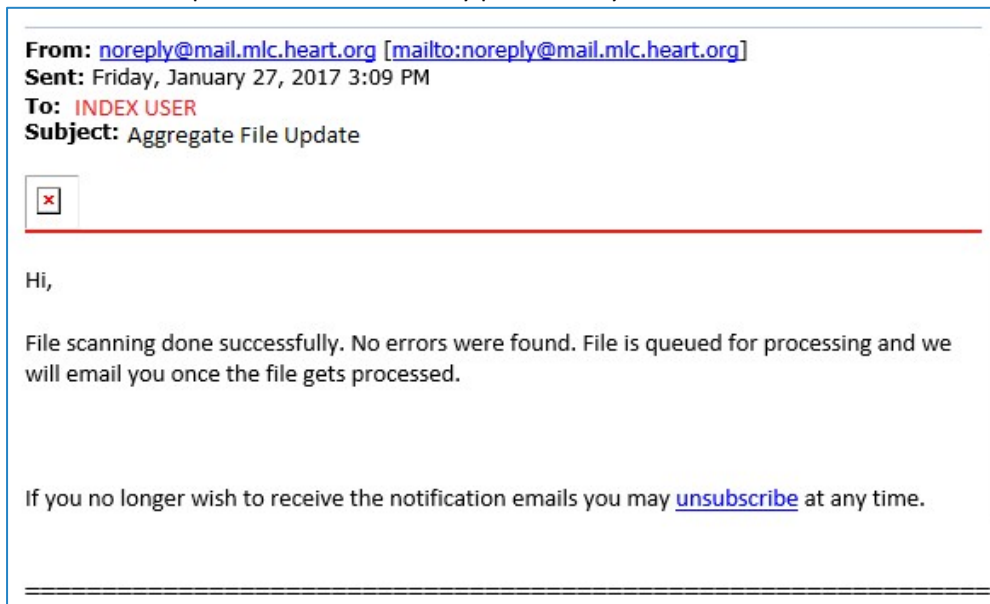 From: noreply@mail.mlc.heart.org [mailto:noreply@mail.mlc.heart.org]
Sent: Friday, January 27, 2017 3:09 PM
To: INDEX USER
Subject: Aggregate File Update
Hi,
File scanning done successfully. No errors were found. File is queued for processing and we
will email you once the file gets processed.
If you no longer wish to receive the notification emails you may unsubscribe at any time.
================================================================